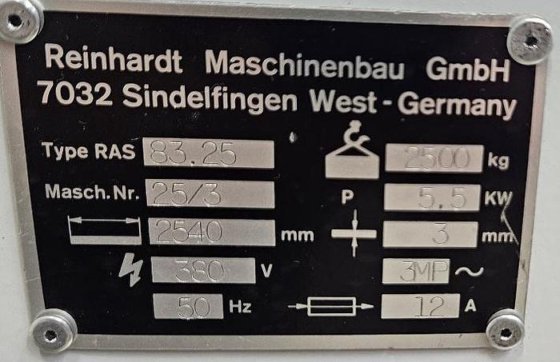 Reinhardt Maschinenbau GmbH
7032 Sindelfingen West-Germany
Type RAS 83.25 2500 kg
Masch.Nr. 25/3 P 5,5 KW
2540 mm 3 mm
380 V 3MP ~
50 Hz 12 A